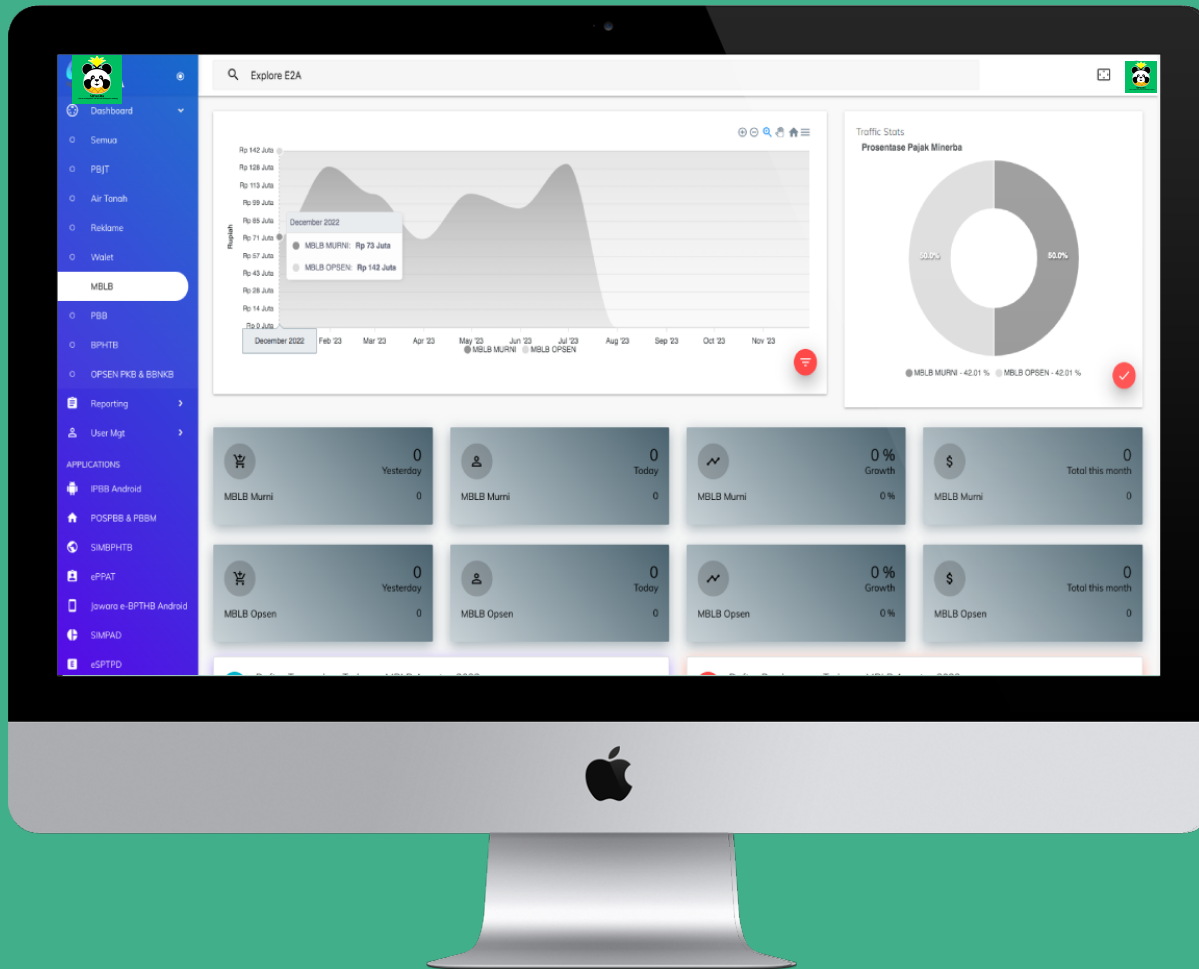 Explore E2A
Dashboard
Semua
PBJT
Air Tanah
Reklame
Walet
MBLB
PBB
BPHTB
OPSEN PKB & BBNKB
Reporting
User Mgt
APPLICATIONS
IPBB Android
POSPBB & PBBM
SIMBPHTB
ePPAT
Jawara e-BPTHB Android
SIMPAD
eSPTPD
Rupiah
Rp 142 Juta
Rp 128 Juta
Rp 113 Juta
Rp 99 Juta
Rp 85 Juta
Rp 71 Juta
Rp 57 Juta
Rp 43 Juta
Rp 28 Juta
Rp 14 Juta
Rp 0 Juta
December 2022
MBLB MURNI: Rp 73 Juta
MBLB OPSEN: Rp 142 Juta
December 2022 Feb '23 Mar '23 Apr '23 May '23 Jun '23 Jul '23 Aug '23 Sep '23 Oct '23 Nov '23
MBLB MURNI MBLB OPSEN
Traffic Stats
Prosentase Pajak Minerba
50.0% 50.0%
MBLB MURNI - 42.01 % MBLB OPSEN - 42.01 %
0
Yesterday
MBLB Murni 0
0
Today
MBLB Murni 0
0 %
Growth
MBLB Murni 0 %
$ 0
Total this month
MBLB Murni 0
0
Yesterday
MBLB Opsen 0
0
Today
MBLB Opsen 0
0 %
Growth
MBLB Opsen 0 %
$ 0
Total this month
MBLB Opsen 0